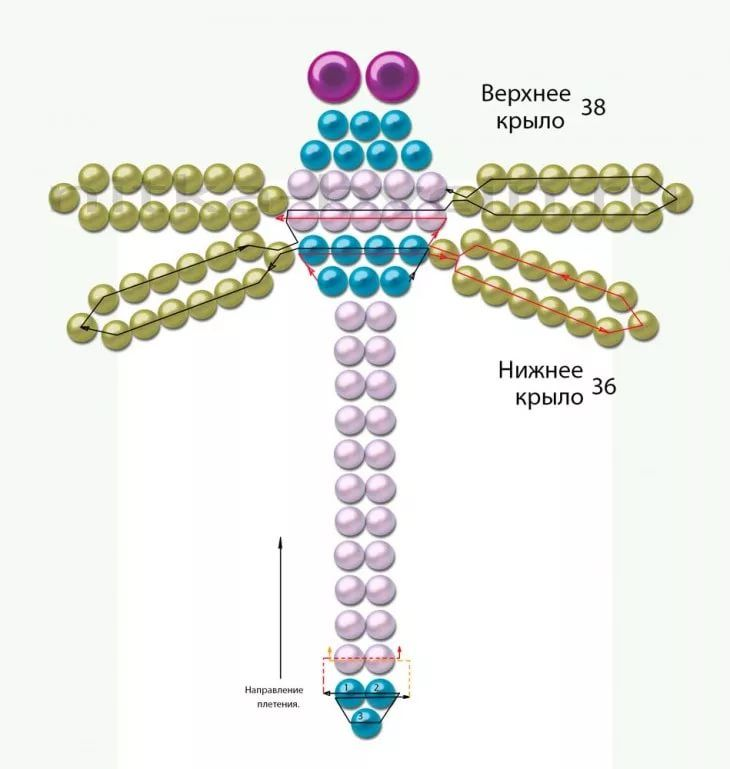 Верхнее
крыло 38
Нижнее
крыло 36
Направление
плетения.
1 2
3